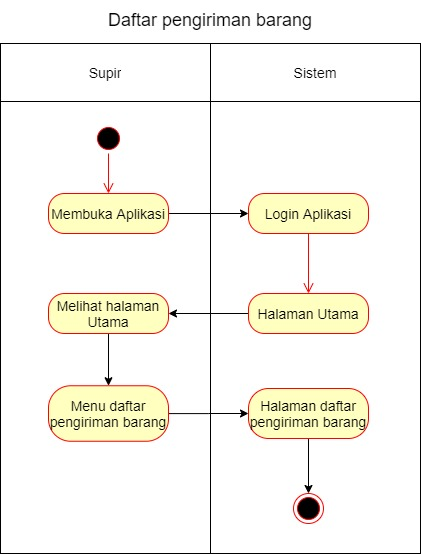 Daftar pengiriman barang
Supir
Sistem
Membuka Aplikasi
Login Aplikasi
Melihat halaman
Utama
Halaman Utama
Menu daftar
pengiriman barang
Halaman daftar
pengiriman barang